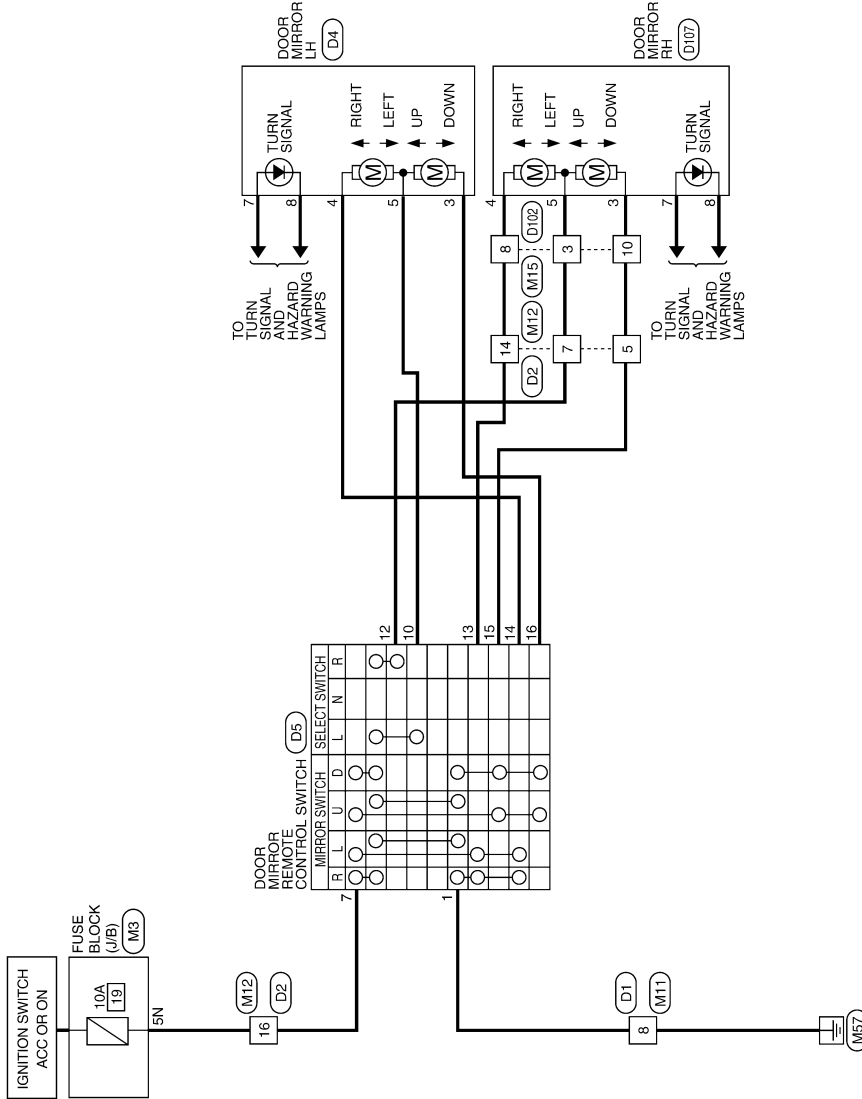 DOOR
MIRROR
LH
D4
DOOR
MIRROR
RH
D107
TURN
SIGNAL
RIGHT
LEFT
UP
DOWN
M
M
7
8
4
5
3
RIGHT
LEFT
UP
DOWN
TURN
SIGNAL
M
M
4
5
3
7
8
TO
TURN
SIGNAL
AND
HAZARD
WARNING
LAMPS
8
D102
3
10
M15
M12
14
7
5
D2
TO
TURN
SIGNAL
AND
HAZARD
WARNING
LAMPS
12
10
13
15
14
16
DOOR
MIRROR
REMOTE
CONTROL SWITCH
D5
MIRROR SWITCH
SELECT SWITCH
R
L
U
D
L
N
R
7
1
IGNITION SWITCH
ACC OR ON
FUSE
BLOCK
(J/B)
M3
10A
19
5N
M12
16
D2
D1
8
M11
M57